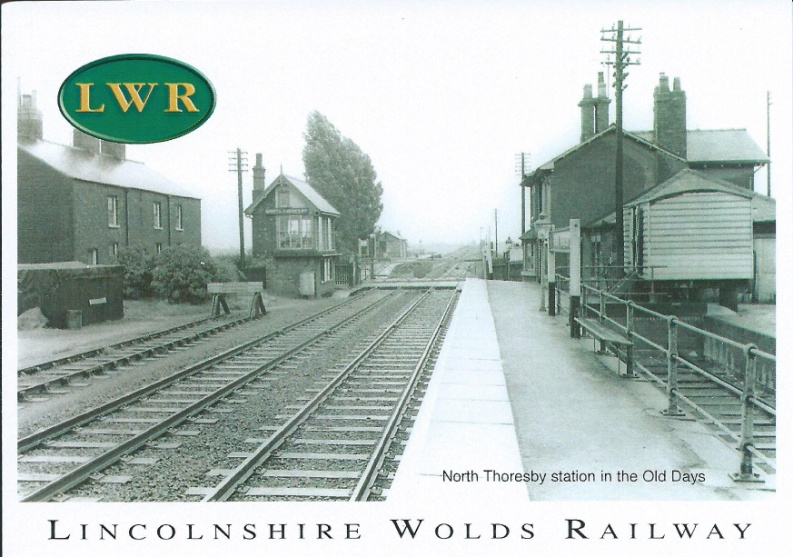 LWR
North Thoresby station in the Old Days
LINCOLNSHIRE WOLDS RAILWAY